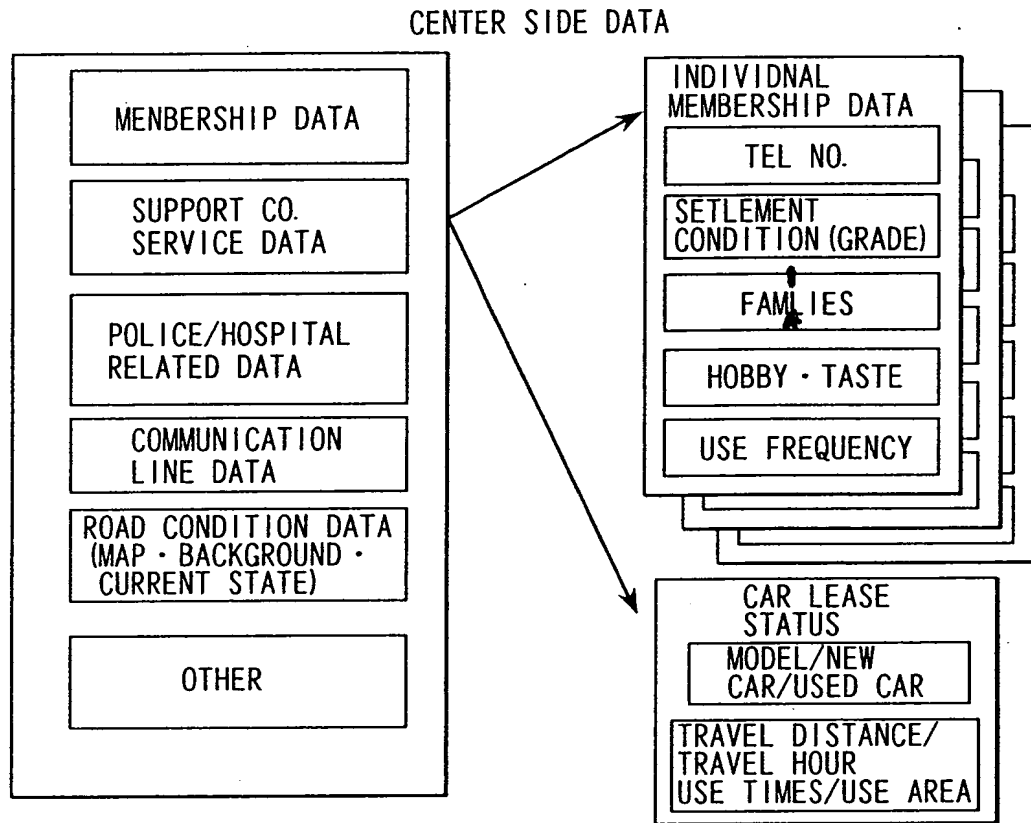 CENTER SIDE DATA
MENBERSHIP DATA
SUPPORT CO.
SERVICE DATA
POLICE/HOSPITAL
RELATED DATA
COMMUNICATION
LINE DATA
ROAD CONDITION DATA
(MAP・BACKGROUND・
CURRENT STATE)
OTHER
INDIVIDNAL
MEMBERSHIP DATA
TEL NO.
SETLEMENT
CONDITION (GRADE)
FAMLIES
HOBBY・TASTE
USE FREQUENCY
CAR LEASE
STATUS
MODEL/NEW
CAR/USED CAR
TRAVEL DISTANCE/
TRAVEL HOUR
USE TIMES/USE AREA